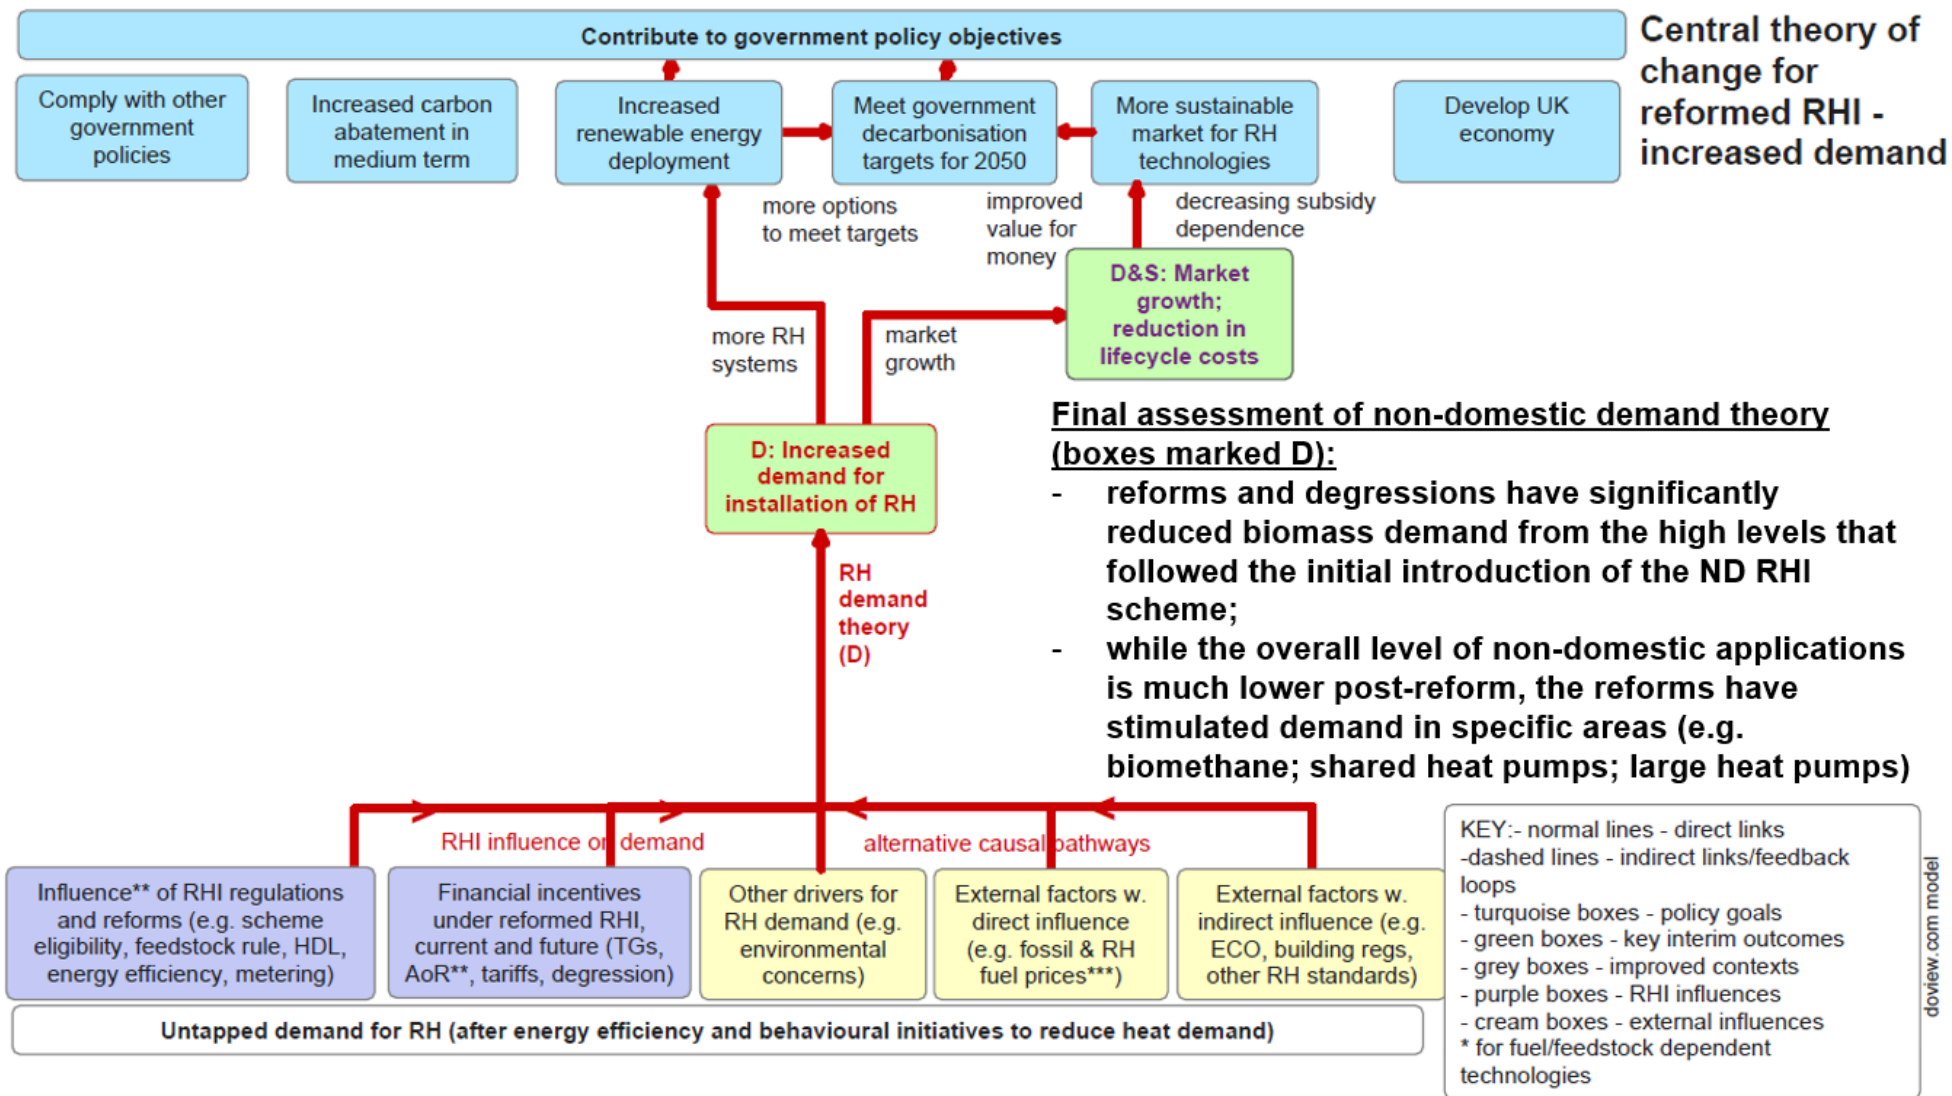 Contribute to government policy objectives
Central theory of
change for
reformed RHI -
increased demand
Comply with other
government
policies
Increased carbon
abatement in
medium term
Increased
renewable energy
deployment
Meet government
decarbonisation
targets for 2050
More sustainable
market for RH
technologies
Develop UK
economy
more options
to meet targets
improved
value for
money
decreasing subsidy
dependence
D&S: Market
growth;
reduction in
lifecycle costs
more RH
systems
market
growth
D: Increased
demand for
installation of RH
Final assessment of non-domestic demand theory
(boxes marked D):
- reforms and degressions have significantly
reduced biomass demand from the high levels that
followed the initial introduction of the ND RHI
scheme;
- while the overall level of non-domestic applications
is much lower post-reform, the reforms have
stimulated demand in specific areas (e.g.
biomethane; shared heat pumps; large heat pumps)
RH
demand
theory
(D)
RHI influence on demand
alternative causal pathways
Influence** of RHI regulations
and reforms (e.g. scheme
eligibility, feedstock rule, HDL,
energy efficiency, metering)
Financial incentives
under reformed RHI,
current and future (TGs,
AoR**, tariffs, degression)
Other drivers for
RH demand (e.g.
environmental
concerns)
External factors w.
direct influence
(e.g. fossil & RH
fuel prices***)
External factors w.
indirect influence (e.g.
ECO, building regs,
other RH standards)
Untapped demand for RH (after energy efficiency and behavioural initiatives to reduce heat demand)
KEY:- normal lines - direct links
-dashed lines - indirect links/feedback
loops
- turquoise boxes - policy goals
- green boxes - key interim outcomes
- grey boxes - improved contexts
- purple boxes - RHI influences
- cream boxes - external influences
* for fuel/feedstock dependent
technologies
doview.com model